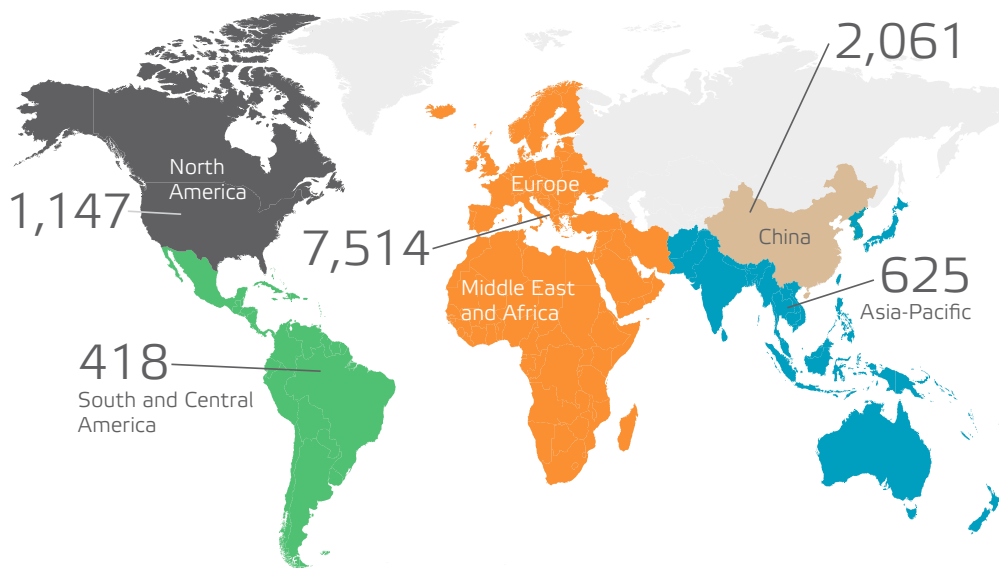 2,061
North
America
1,147
Europe
7,514
China
Middle East
and Africa
625
Asia-Pacific
418
South and Central
America